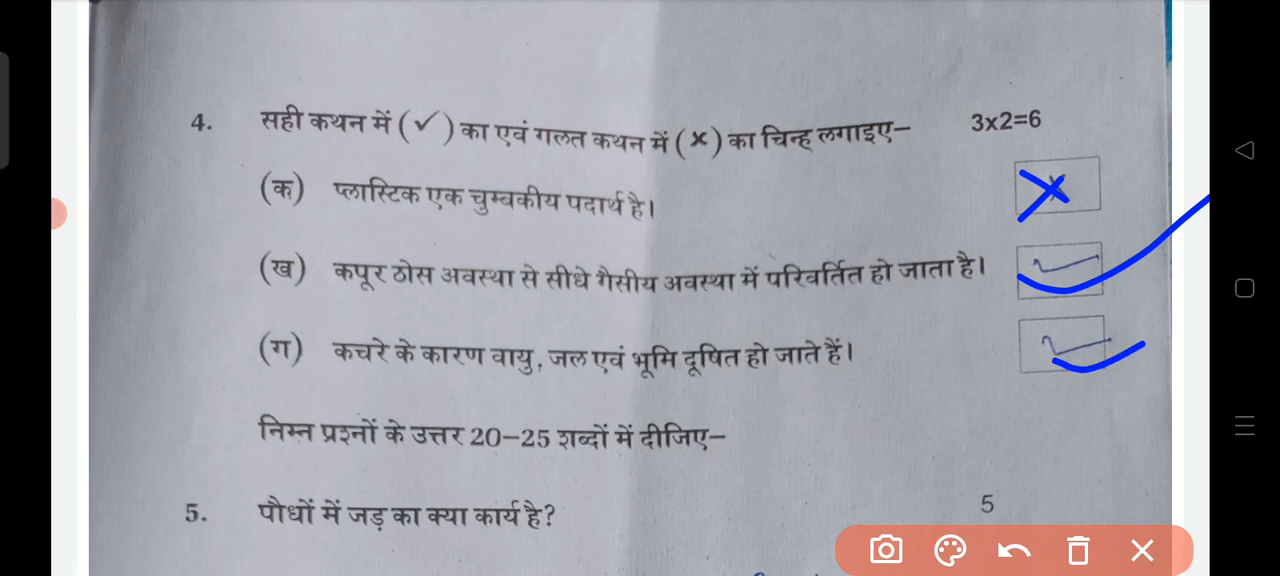 4. सही कथन में (✓) का एवं गलत कथन में (×) का चिन्ह लगाइए– 3x2=6
(क) प्लास्टिक एक चुम्बकीय पदार्थ है। ×
(ख) कपूर ठोस अवस्था से सीधे गैसीय अवस्था में परिवर्तित हो जाता है। ✓
(ग) कचरे के कारण वायु, जल एवं भूमि दूषित हो जाते हैं। ✓
निम्न प्रश्नों के उत्तर 20–25 शब्दों में दीजिए–
5. पौधों में जड़ का क्या कार्य है? 5